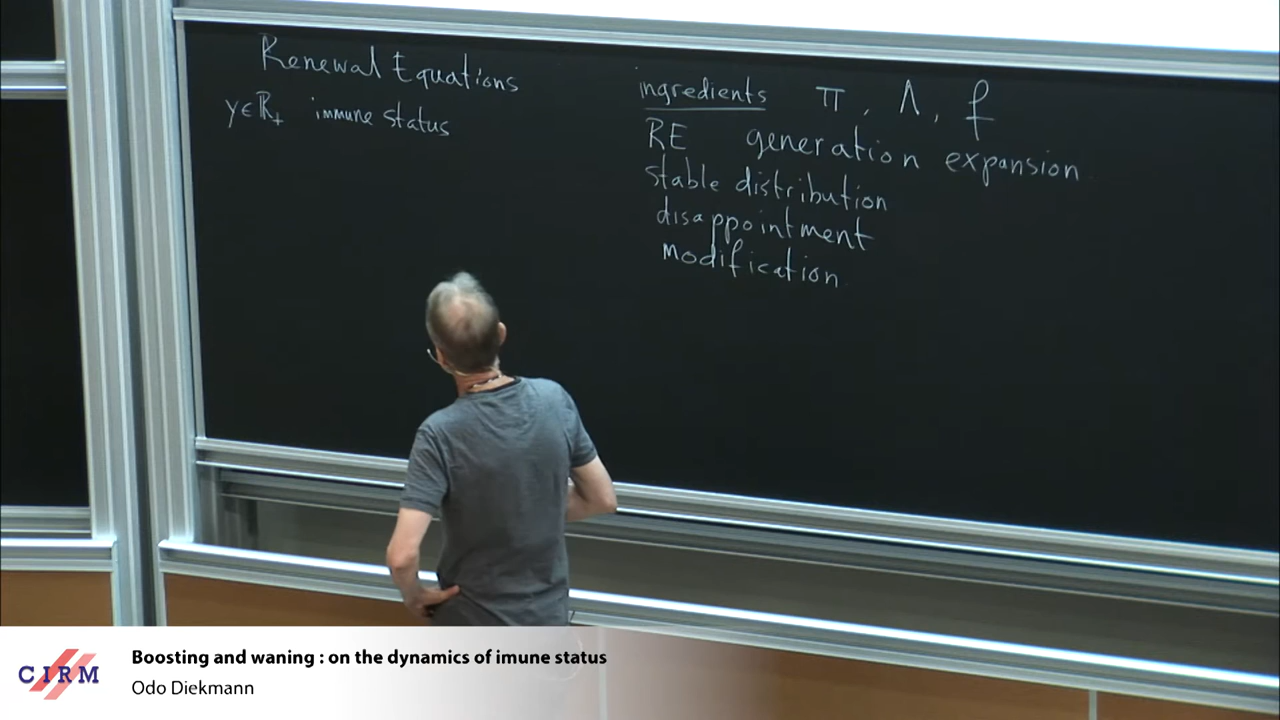 Renewal Equations
y∈ℝ₊ immune status
ingredients π, Λ, f
RE generation expansion
stable distribution
disappointment
modification
CIRM
Boosting and waning : on the dynamics of imune status
Odo Diekmann